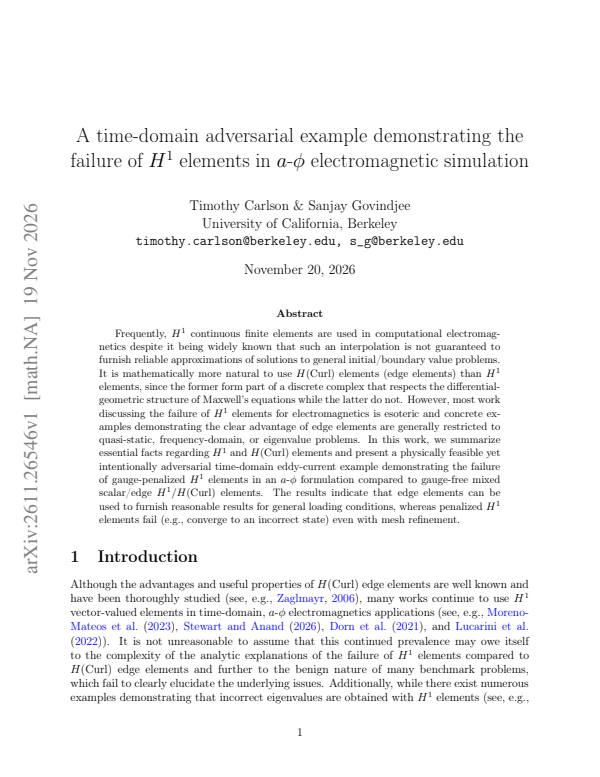 A time-domain adversarial example demonstrating the
failure of H¹ elements in a-ϕ electromagnetic simulation
Timothy Carlson & Sanjay Govindjee
University of California, Berkeley
timothy.carlson@berkeley.edu, s_g@berkeley.edu
November 20, 2026
Abstract
Frequently, H¹ continuous finite elements are used in computational electromag-
netics despite it being widely known that such an interpolation is not guaranteed to
furnish reliable approximations of solutions to general initial/boundary value problems.
It is mathematically more natural to use H(Curl) elements (edge elements) than H¹
elements, since the former form part of a discrete complex that respects the differential-
geometric structure of Maxwell's equations while the latter do not. However, most work
discussing the failure of H¹ elements for electromagnetics is esoteric and concrete ex-
amples demonstrating the clear advantage of edge elements are generally restricted to
quasi-static, frequency-domain, or eigenvalue problems. In this work, we summarize
essential facts regarding H¹ and H(Curl) elements and present a physically feasible yet
intentionally adversarial time-domain eddy-current example demonstrating the failure
of gauge-penalized H¹ elements in an a-ϕ formulation compared to gauge-free mixed
scalar/edge H¹/H(Curl) elements. The results indicate that edge elements can be
used to furnish reasonable results for general loading conditions, whereas penalized H¹
elements fail (e.g., converge to an incorrect state) even with mesh refinement.
1 Introduction
Although the advantages and useful properties of H(Curl) edge elements are well known and
have been thoroughly studied (see, e.g., Zaglmayr, 2006), many works continue to use H¹
vector-valued elements in time-domain, a-ϕ electromagnetics applications (see, e.g., Moreno-
Mateos et al. (2023), Stewart and Anand (2026), Dorn et al. (2021), and Lucarini et al.
(2022)). It is not unreasonable to assume that this continued prevalence may owe itself
to the complexity of the analytic explanations of the failure of H¹ elements compared to
H(Curl) edge elements and further to the benign nature of many benchmark problems,
which fail to clearly elucidate the underlying issues. Additionally, while there exist numerous
examples demonstrating that incorrect eigenvalues are obtained with H¹ elements (see, e.g.,
1
arXiv:2611.26546v1 [math.NA] 19 Nov 2026